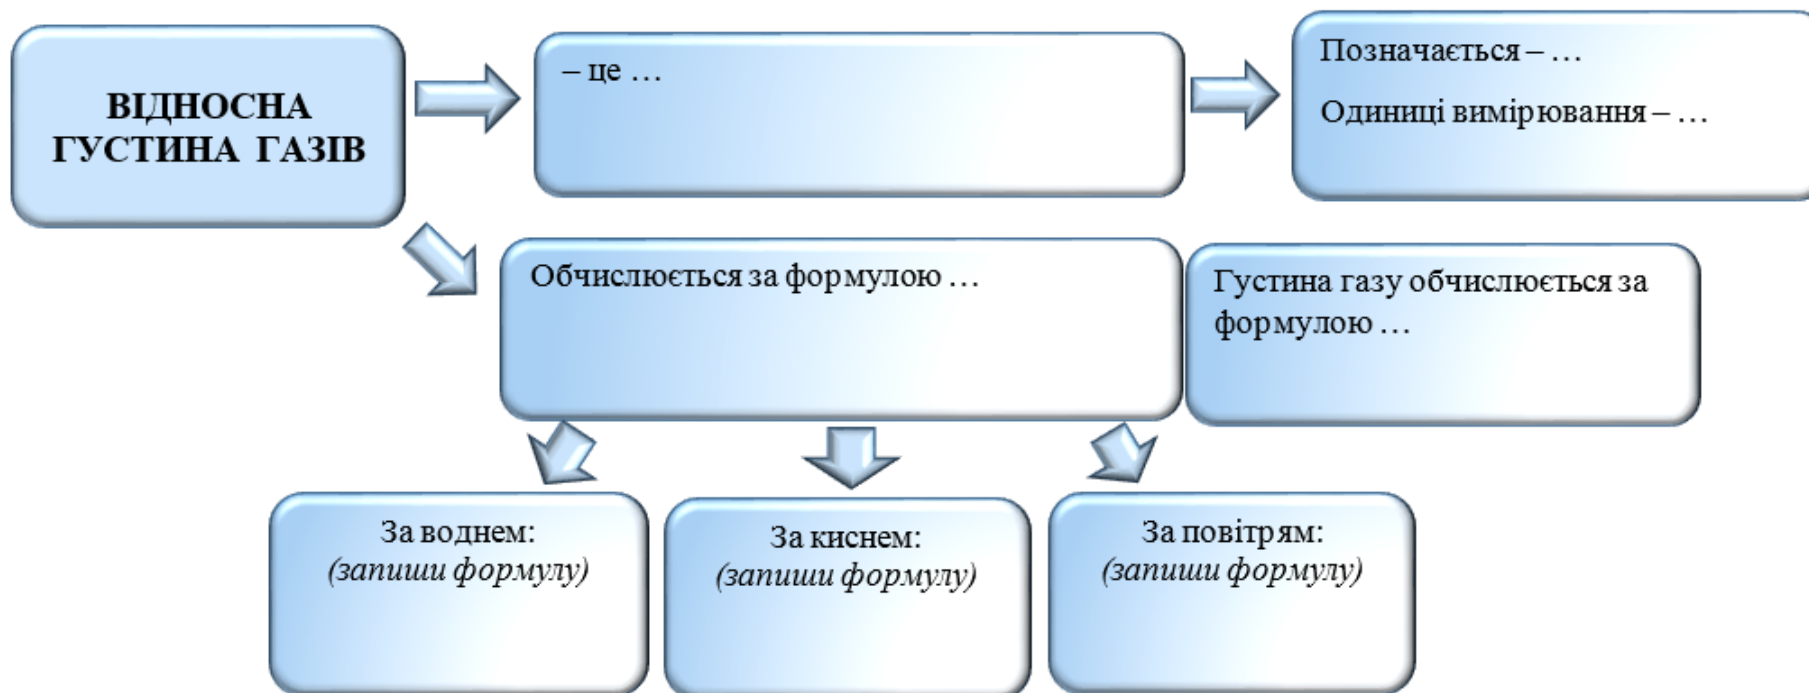 ВІДНОСНА
ГУСТИНА ГАЗІВ
– це …
Позначається – …
Одиниці вимірювання – …
Обчислюється за формулою …
Густина газу обчислюється за
формулою …
За воднем:
(запиши формулу)
За киснем:
(запиши формулу)
За повітрям:
(запиши формулу)